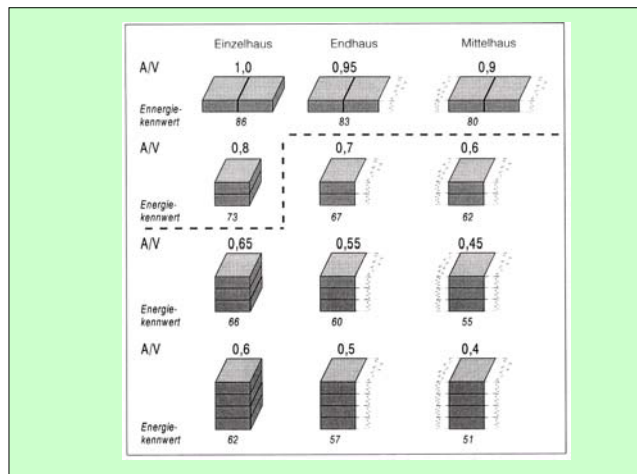 Einzelhaus Endhaus Mittelhaus
A/V 1,0 0,95 0,9
Ennergie-
kennwert 86 83 80
A/V 0,8 0,7 0,6
Energie-
kennwert 73 67 62
A/V 0,65 0,55 0,45
Energie-
kennwert 66 60 55
A/V 0,6 0,5 0,4
Energie-
kennwert 62 57 51